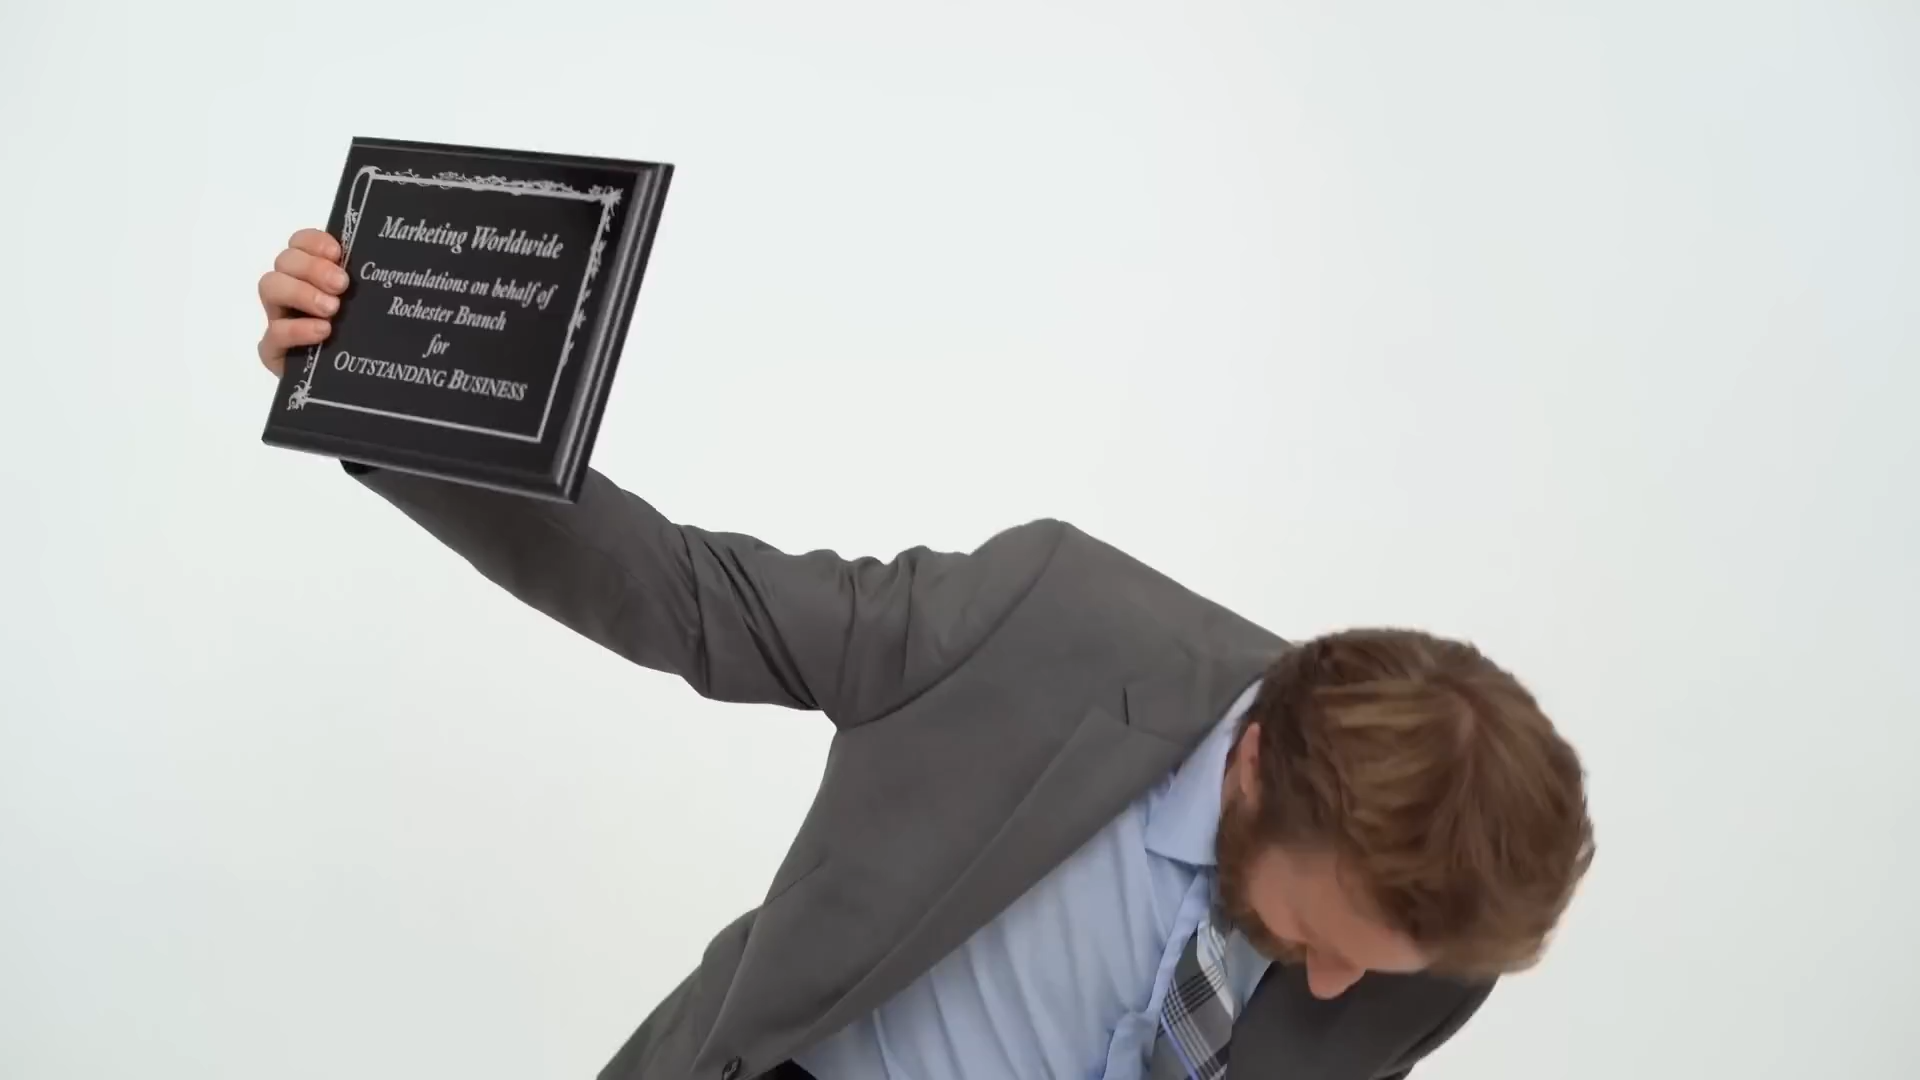 Marketing Worldwide
Congratulations on behalf of
Rochester Branch
for
OUTSTANDING BUSINESS